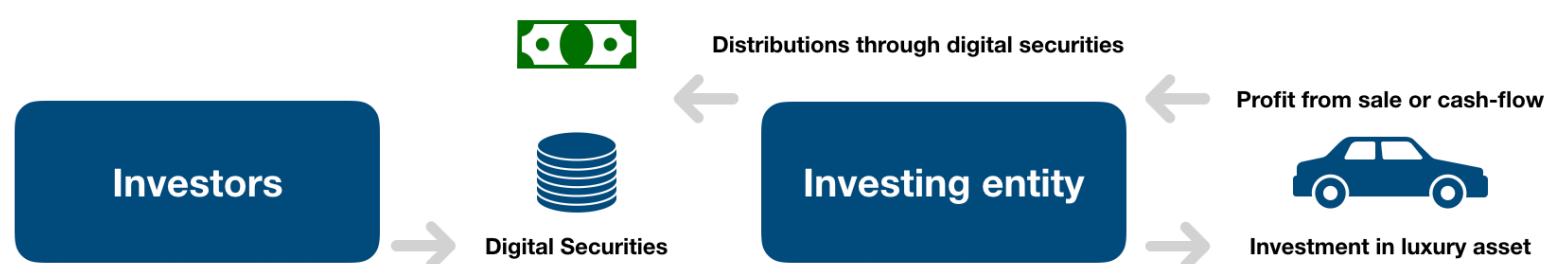 Distributions through digital securities
Profit from sale or cash-flow
Investors
Investing entity
Digital Securities
Investment in luxury asset